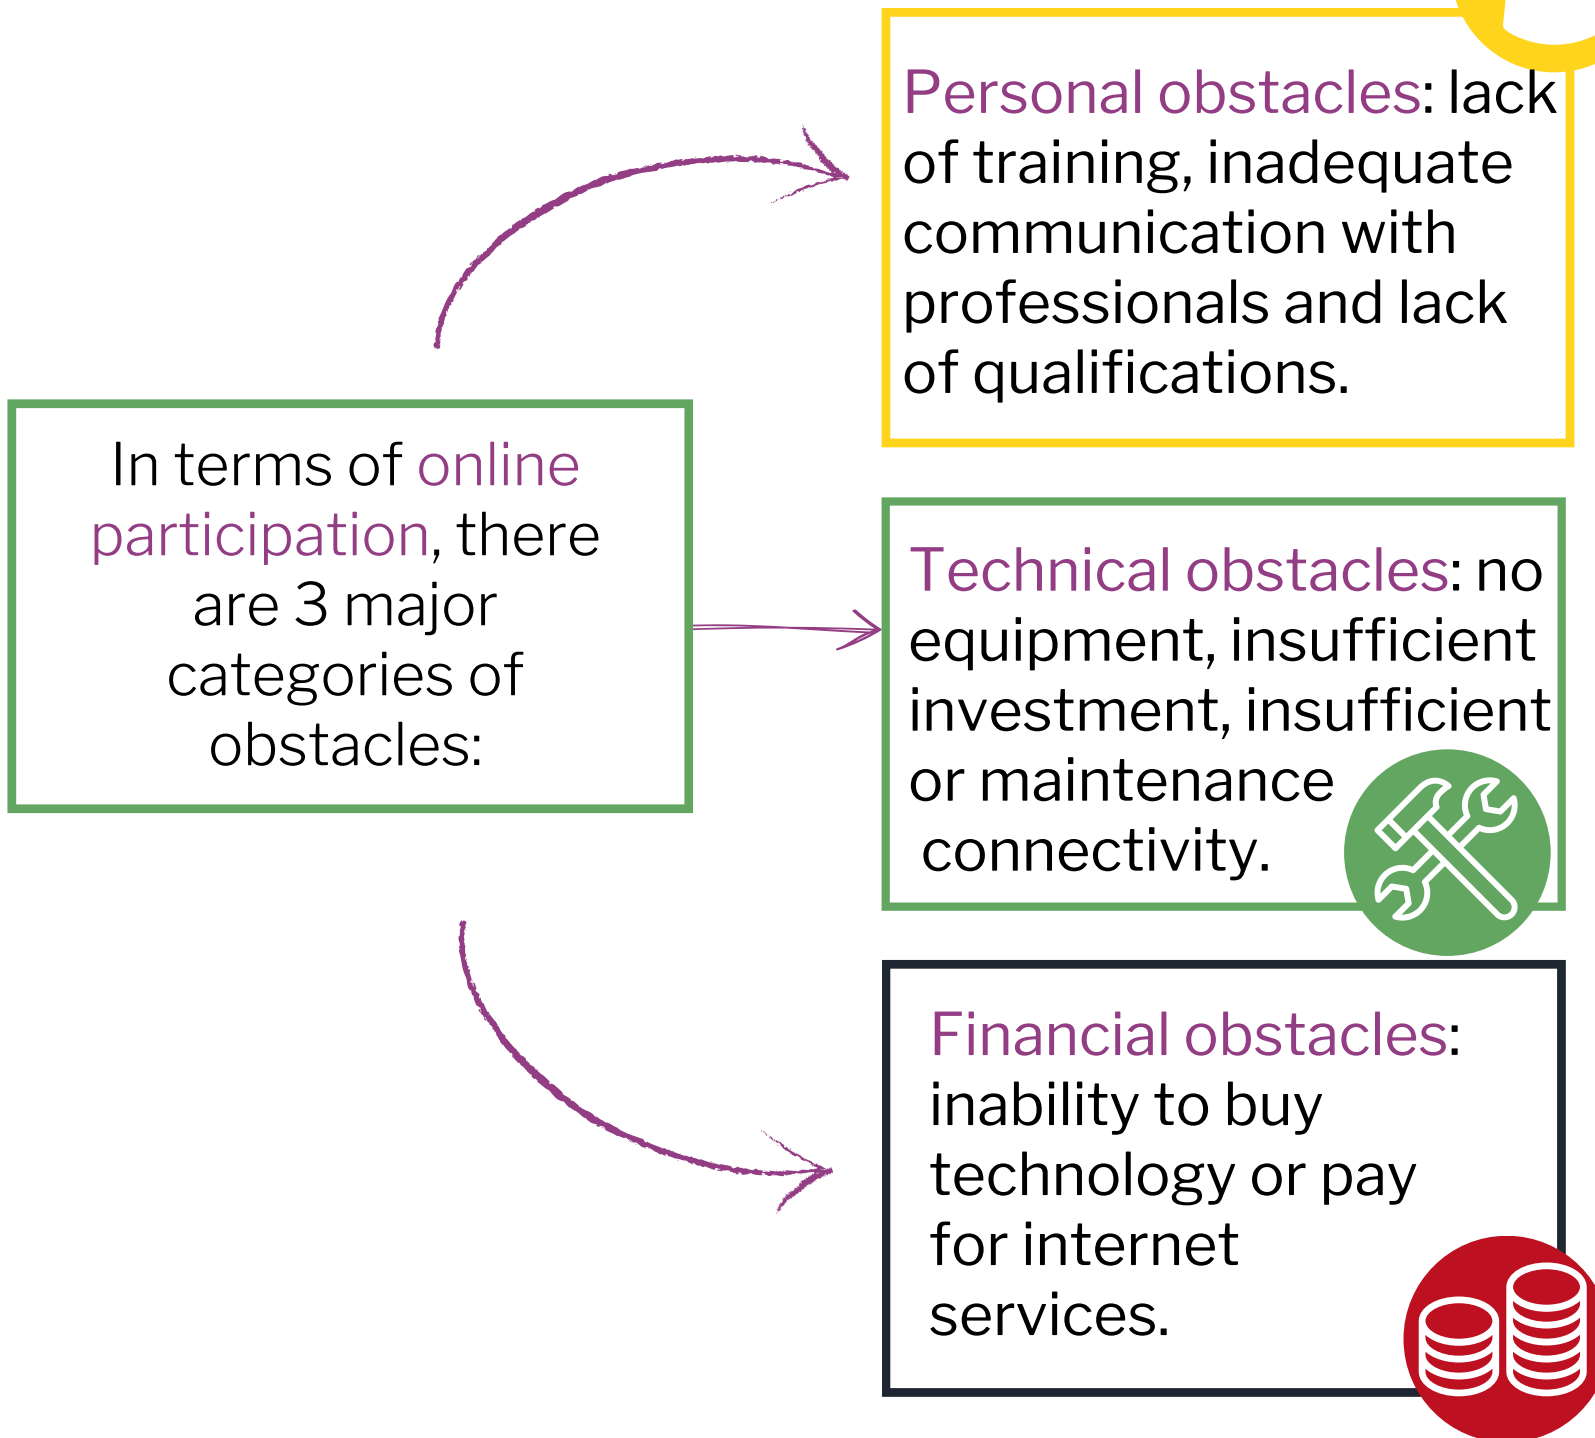 In terms of online
participation, there
are 3 major
categories of
obstacles:
Personal obstacles: lack
of training, inadequate
communication with
professionals and lack
of qualifications.
Technical obstacles: no
equipment, insufficient
investment, insufficient
or maintenance
connectivity.
Financial obstacles:
inability to buy
technology or pay
for internet
services.